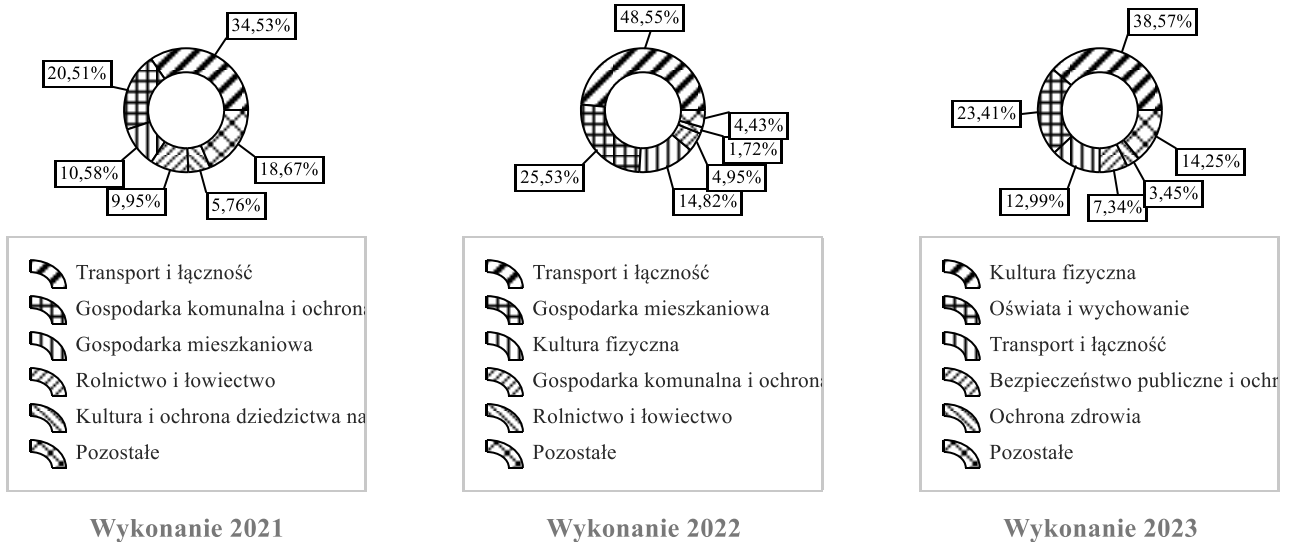 34,53%
20,51%
10,58%
9,95%
5,76%
18,67%
Transport i łączność
Gospodarka komunalna i ochrona
Gospodarka mieszkaniowa
Rolnictwo i łowiectwo
Kultura i ochrona dziedzictwa na
Pozostałe
Wykonanie 2021
48,55%
25,53%
14,82%
4,95%
1,72%
4,43%
Transport i łączność
Gospodarka mieszkaniowa
Kultura fizyczna
Gospodarka komunalna i ochrona
Rolnictwo i łowiectwo
Pozostałe
Wykonanie 2022
38,57%
23,41%
12,99%
7,34%
3,45%
14,25%
Kultura fizyczna
Oświata i wychowanie
Transport i łączność
Bezpieczeństwo publiczne i ochr
Ochrona zdrowia
Pozostałe
Wykonanie 2023